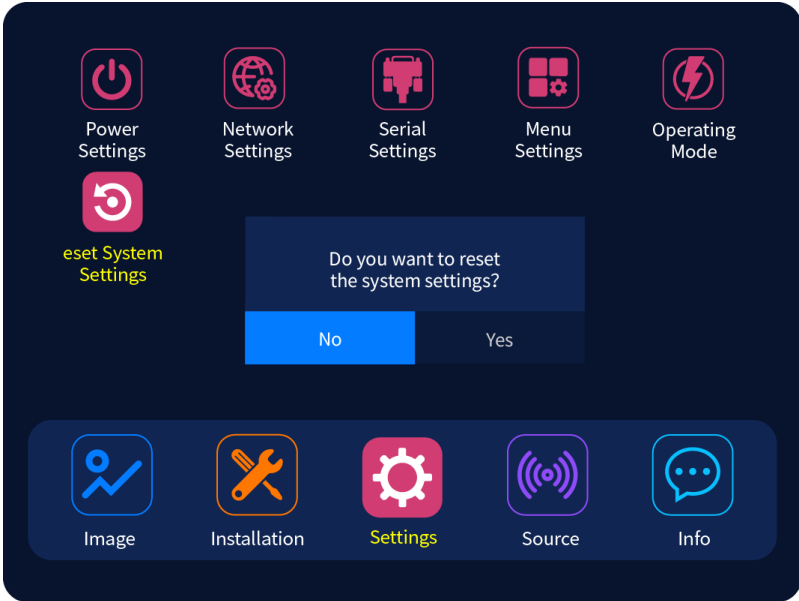 Power
Settings
Network
Settings
Serial
Settings
Menu
Settings
Operating
Mode
eset System
Settings
Do you want to reset
the system settings?
No
Yes
Image
Installation
Settings
Source
Info